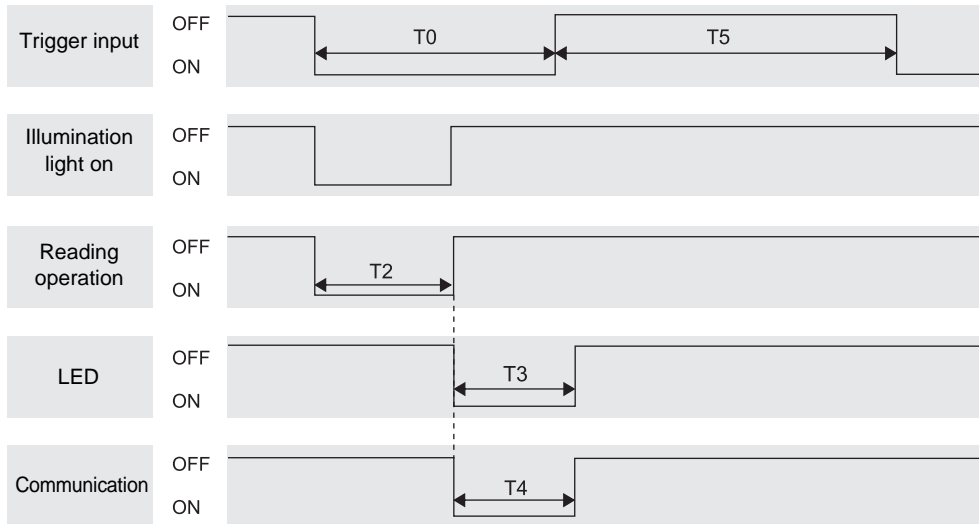 Trigger input
OFF
ON
T0
T5
Illumination
light on
OFF
ON
Reading
operation
OFF
ON
T2
LED
OFF
ON
T3
Communication
OFF
ON
T4